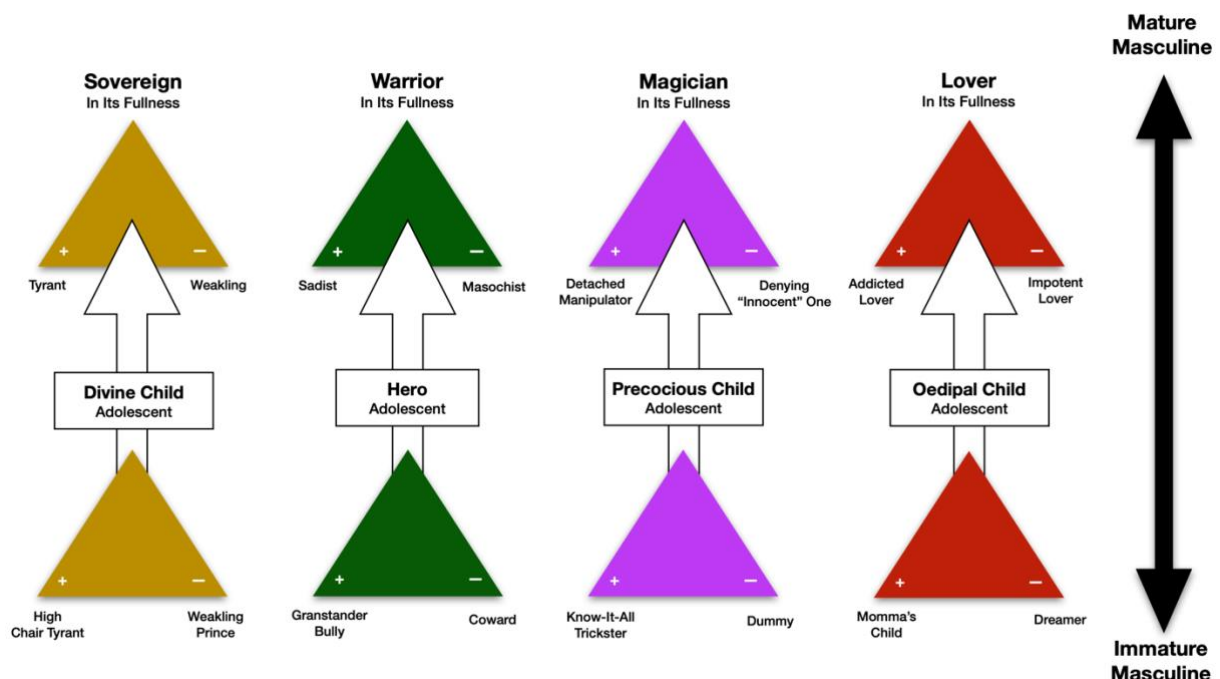 Mature
Masculine
Sovereign
In Its Fullness
Warrior
In Its Fullness
Magician
In Its Fullness
Lover
In Its Fullness
+ −
+ −
+ −
+ −
Tyrant
Weakling
Sadist
Masochist
Detached
Manipulator
Denying
“Innocent” One
Addicted
Lover
Impotent
Lover
Divine Child
Adolescent
Hero
Adolescent
Precocious Child
Adolescent
Oedipal Child
Adolescent
+ −
+ −
+ −
+ −
High
Chair Tyrant
Weakling
Prince
Granstander
Bully
Coward
Know-It-All
Trickster
Dummy
Momma’s
Child
Dreamer
Immature
Masculine